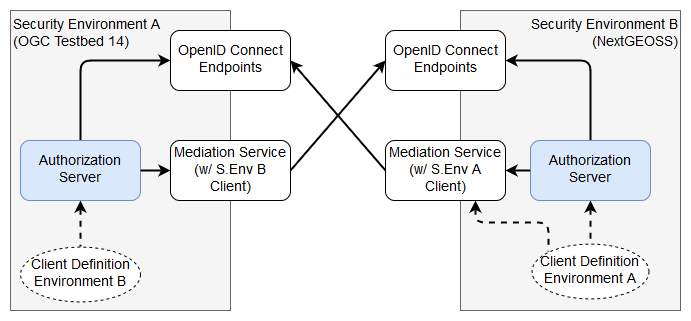 Security Environment A
(OGC Testbed 14)
OpenID Connect
Endpoints
OpenID Connect
Endpoints
Security Environment B
(NextGEOSS)
Authorization
Server
Mediation Service
(w/ S.Env B
Client)
Mediation Service
(w/ S.Env A
Client)
Authorization
Server
Client Definition
Environment B
Client Definition
Environment A